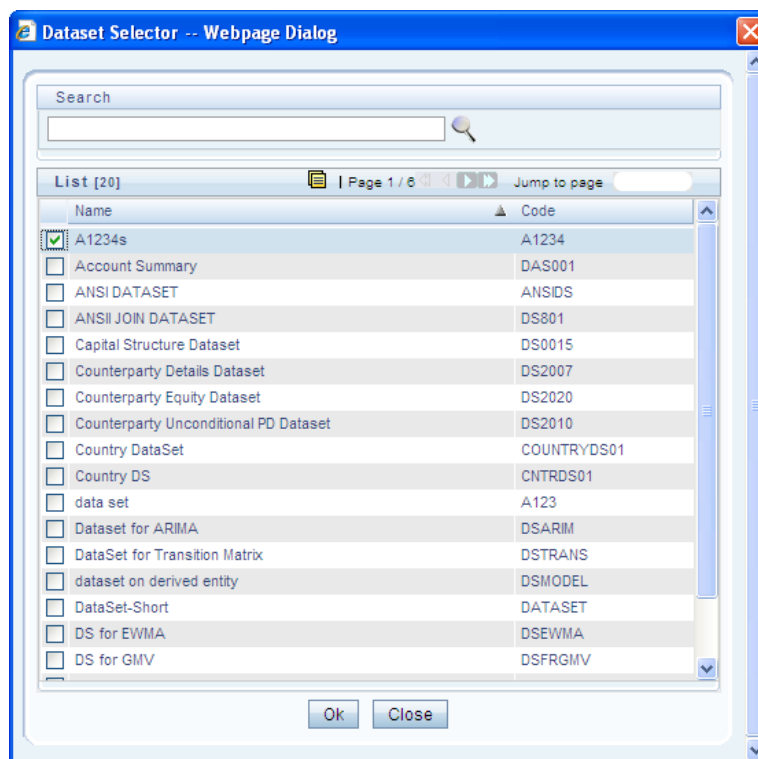 Dataset Selector -- Webpage Dialog
Search
List [20] | Page 1 / 6 Jump to page
Name Code
A1234s A1234
Account Summary DAS001
ANSI DATASET ANSIDS
ANSII JOIN DATASET DS801
Capital Structure Dataset DS0015
Counterparty Details Dataset DS2007
Counterparty Equity Dataset DS2020
Counterparty Unconditional PD Dataset DS2010
Country DataSet COUNTRYDS01
Country DS CNTRDS01
data set A123
Dataset for ARIMA DSARIM
DataSet for Transition Matrix DSTRANS
dataset on derived entity DSMODEL
DataSet-Short DATASET
DS for EWMA DSEWMA
DS for GMV DSFRGMV
Ok Close